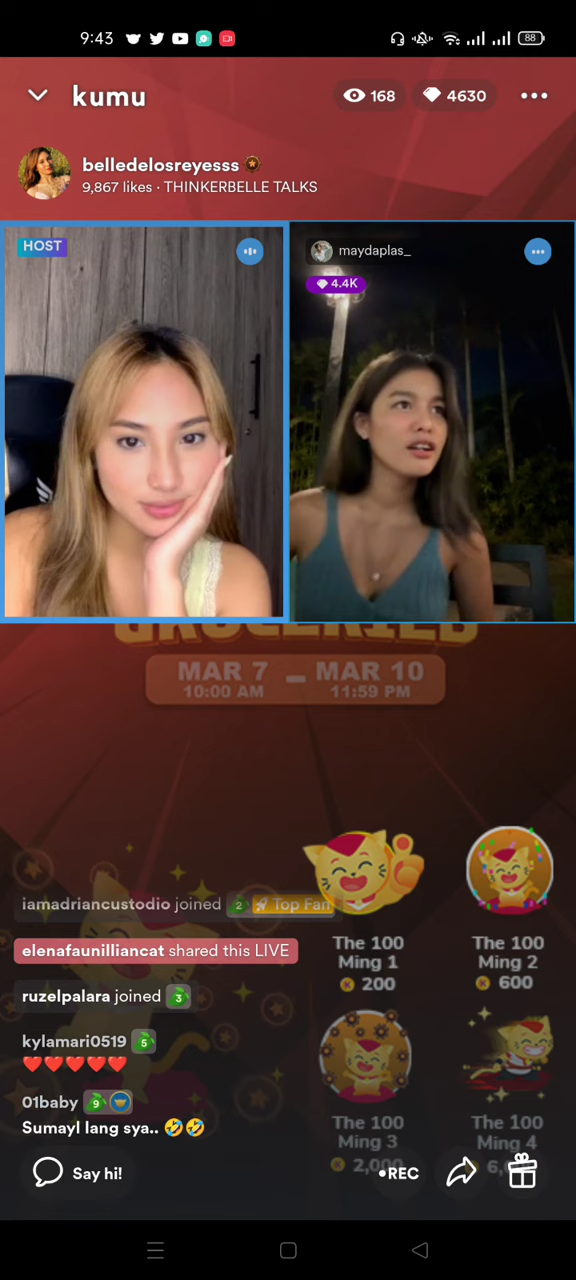 9:43
88
kumu
168
4630
belledelosreyesss
9,867 likes · THINKERBELLE TALKS
HOST
maydaplas_
4.4K
GROCERIED
MAR 7 – MAR 10
10:00 AM 11:59 PM
iamadriancustodio joined 2 Top Fan
elenafaunilliancat shared this LIVE
ruzelpalara joined 3
kylamari0519 5
❤️❤️❤️❤️❤️
01baby 9
Sumayl lang sya.. 🤣🤣
The 100 Ming 1
200
The 100 Ming 2
600
The 100 Ming 3
2,000
The 100 Ming 4
Say hi!
•REC